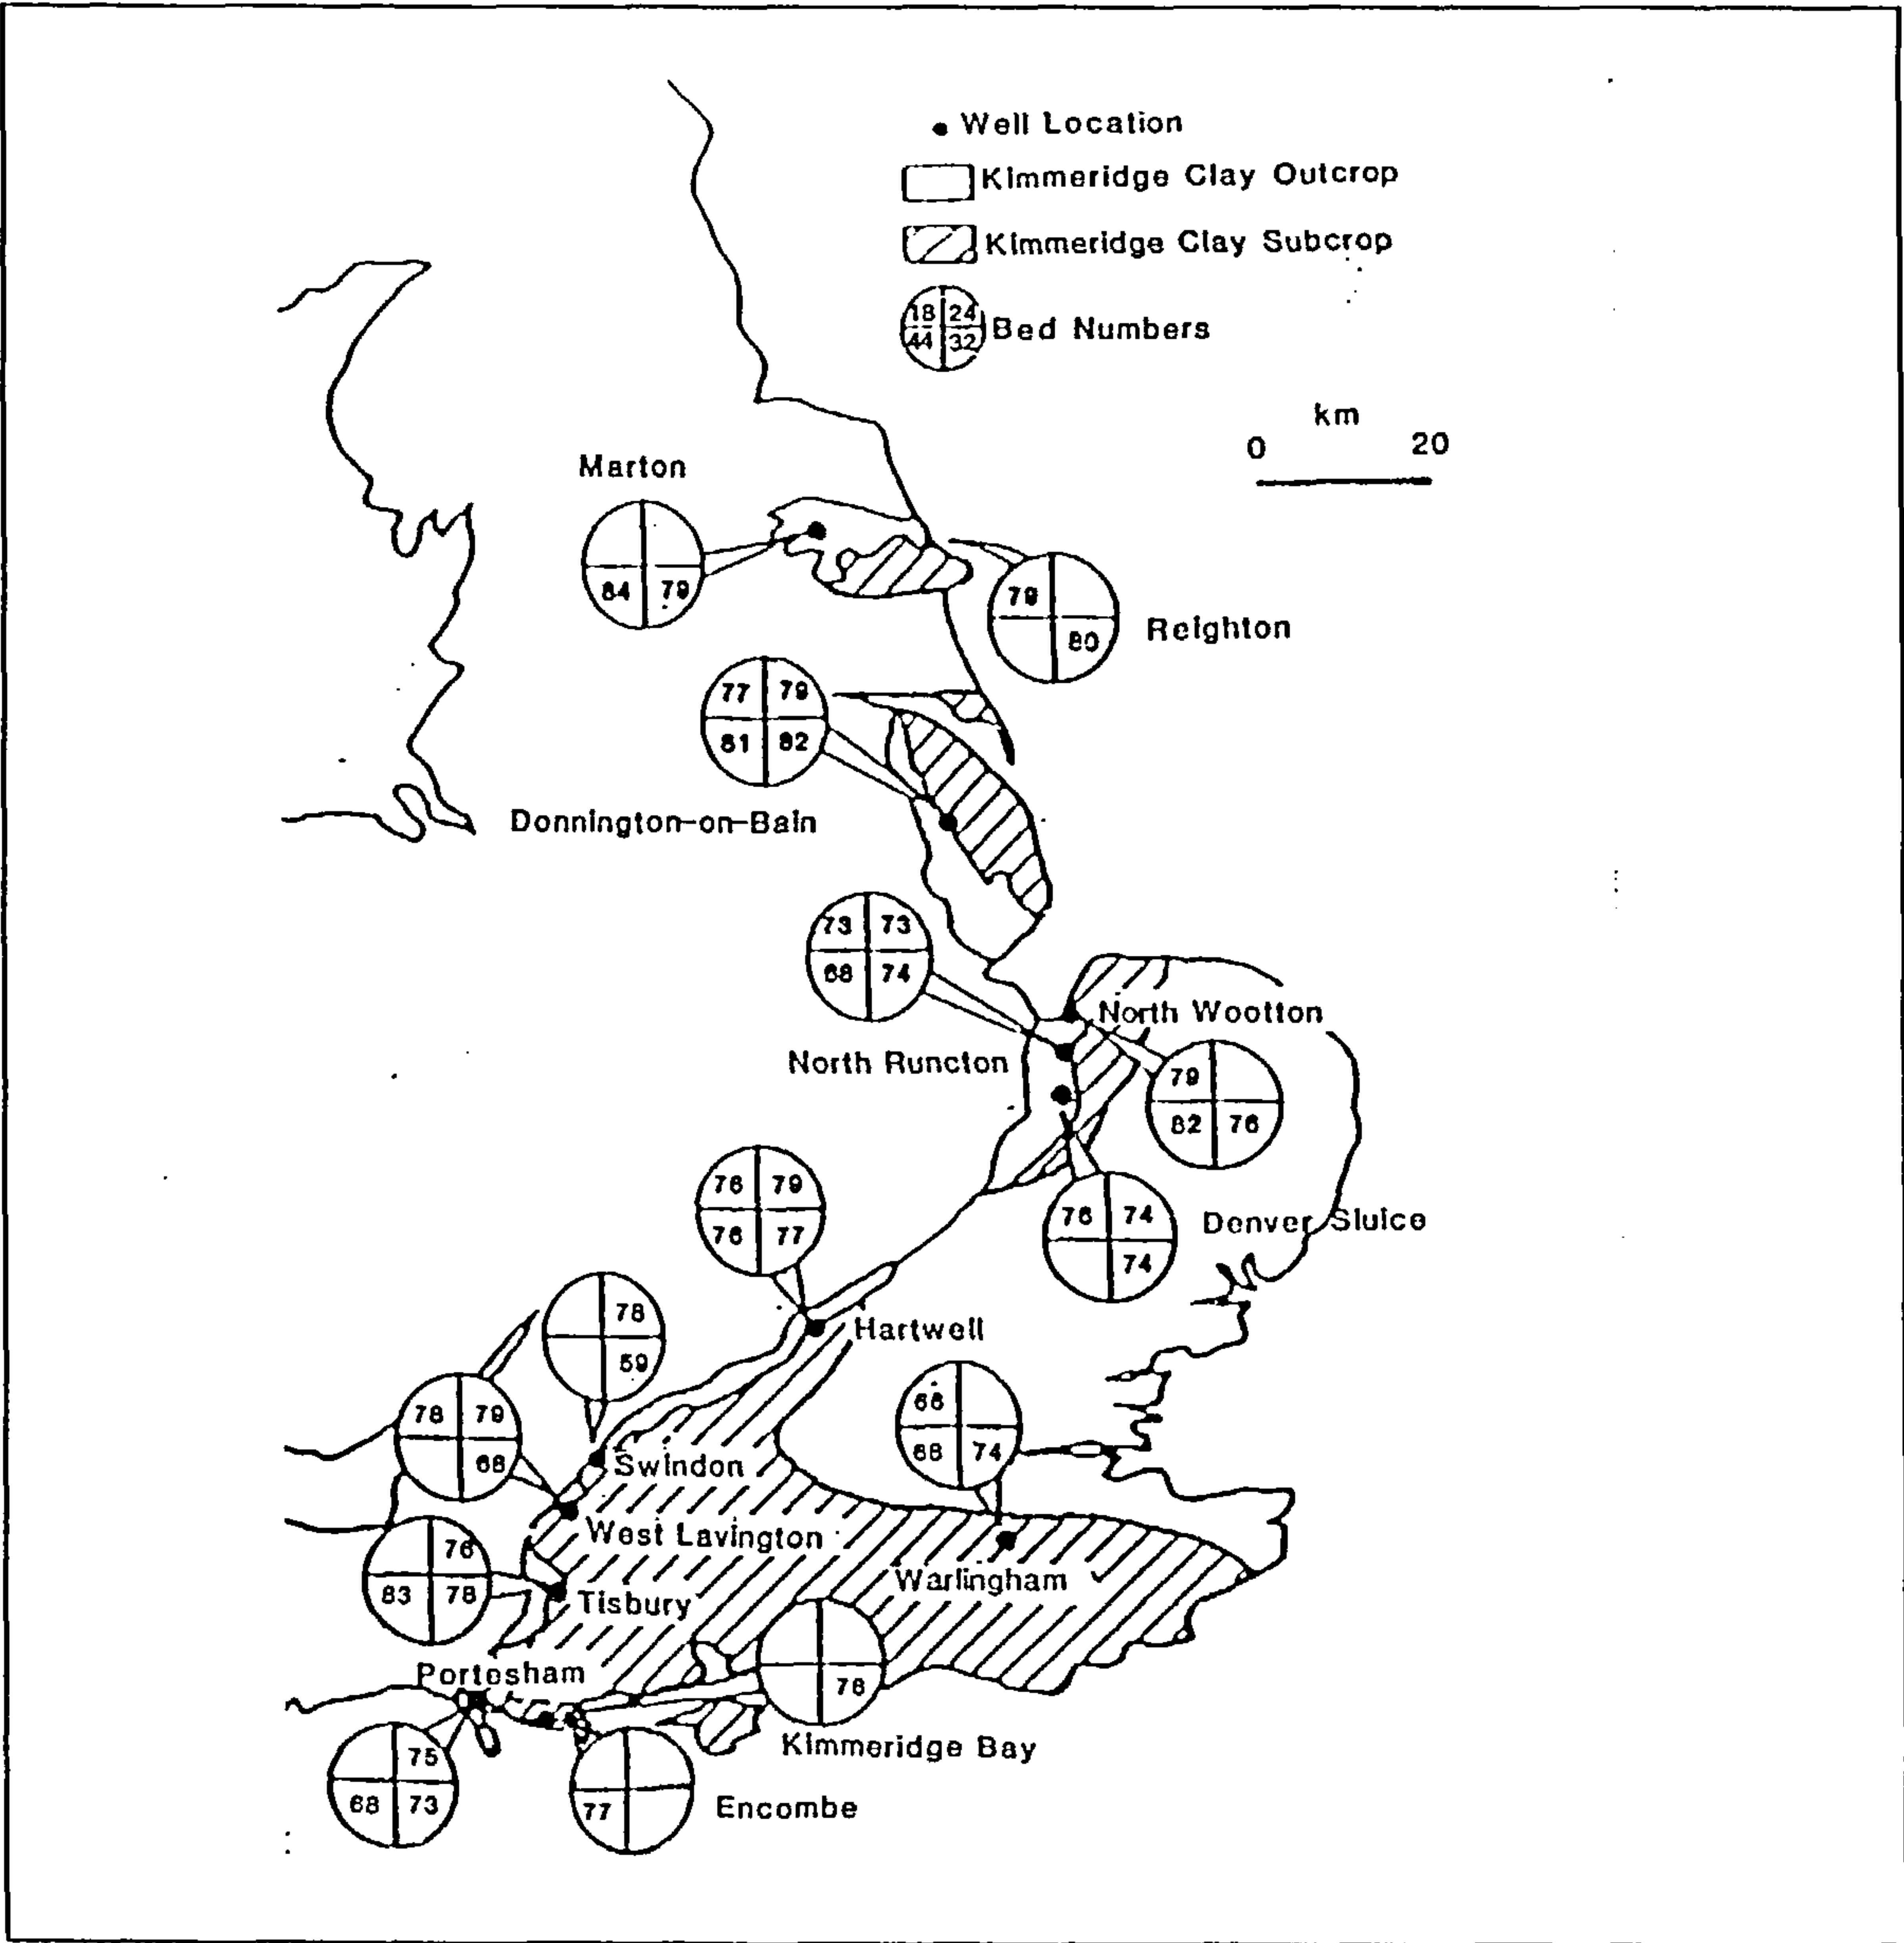 Well Location
Kimmeridge Clay Outcrop
Kimmeridge Clay Subcrop
18 24
44 32
Bed Numbers
km
0 20
Marton
84 79
79
80
Reighton
77 79
81 82
Donnington-on-Bain
73 73
68 74
North Wootton
North Runcton
79
82 76
76 79
76 77
76 74
74
Denver Sluice
Hartwell
78
59
78 79
68
66
68 74
Swindon
West Lavington
76
83 78
Warlingham
Tisbury
Portesham
76
Kimmeridge Bay
75
68 73
77
Encombe